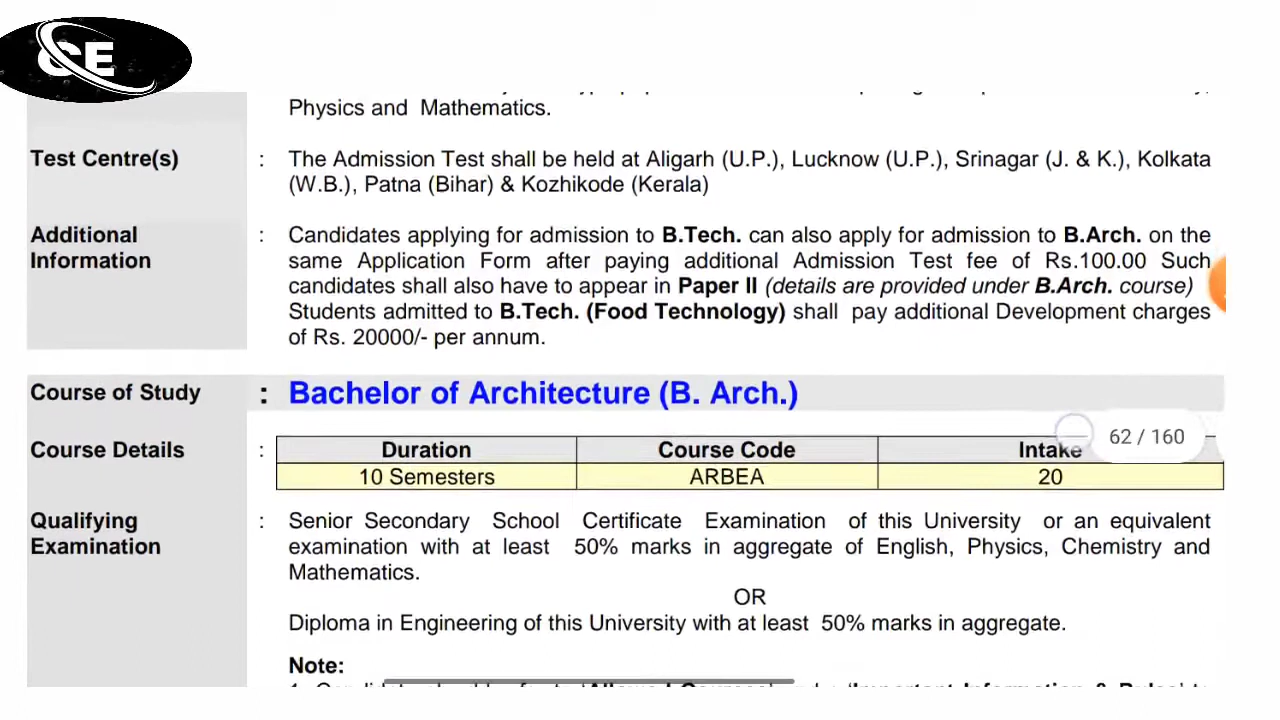 CE
Physics and Mathematics.
Test Centre(s) : The Admission Test shall be held at Aligarh (U.P.), Lucknow (U.P.), Srinagar (J. & K.), Kolkata
(W.B.), Patna (Bihar) & Kozhikode (Kerala)
Additional : Candidates applying for admission to B.Tech. can also apply for admission to B.Arch. on the
Information same Application Form after paying additional Admission Test fee of Rs.100.00 Such
candidates shall also have to appear in Paper II (details are provided under B.Arch. course)
Students admitted to B.Tech. (Food Technology) shall pay additional Development charges
of Rs. 20000/- per annum.
Course of Study : Bachelor of Architecture (B. Arch.)
62 / 160
Course Details : Duration Course Code Intake
10 Semesters ARBEA 20
Qualifying : Senior Secondary School Certificate Examination of this University or an equivalent
Examination examination with at least 50% marks in aggregate of English, Physics, Chemistry and
Mathematics.
OR
Diploma in Engineering of this University with at least 50% marks in aggregate.
Note: